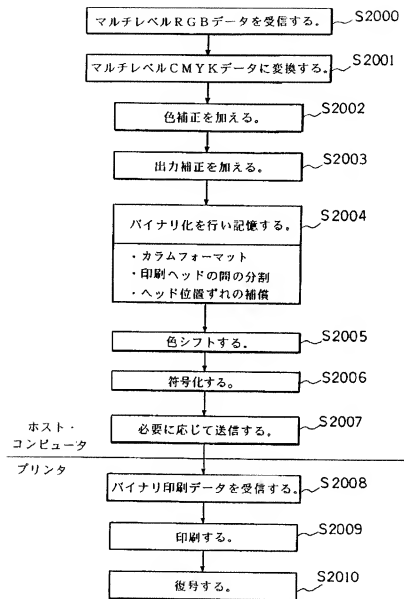 マルチレベルRGBデータを受信する。 S2000
マルチレベルCMYKデータに変換する。 S2001
色補正を加える。 S2002
出力補正を加える。 S2003
バイナリ化を行い記憶する。 S2004
・カラムフォーマット
・印刷ヘッドの間の分割
・ヘッド位置ずれの補償
色シフトする。 S2005
符号化する。 S2006
必要に応じて送信する。 S2007
ホスト・
コンピュータ
プリンタ
バイナリ印刷データを受信する。 S2008
印刷する。 S2009
復号する。 S2010